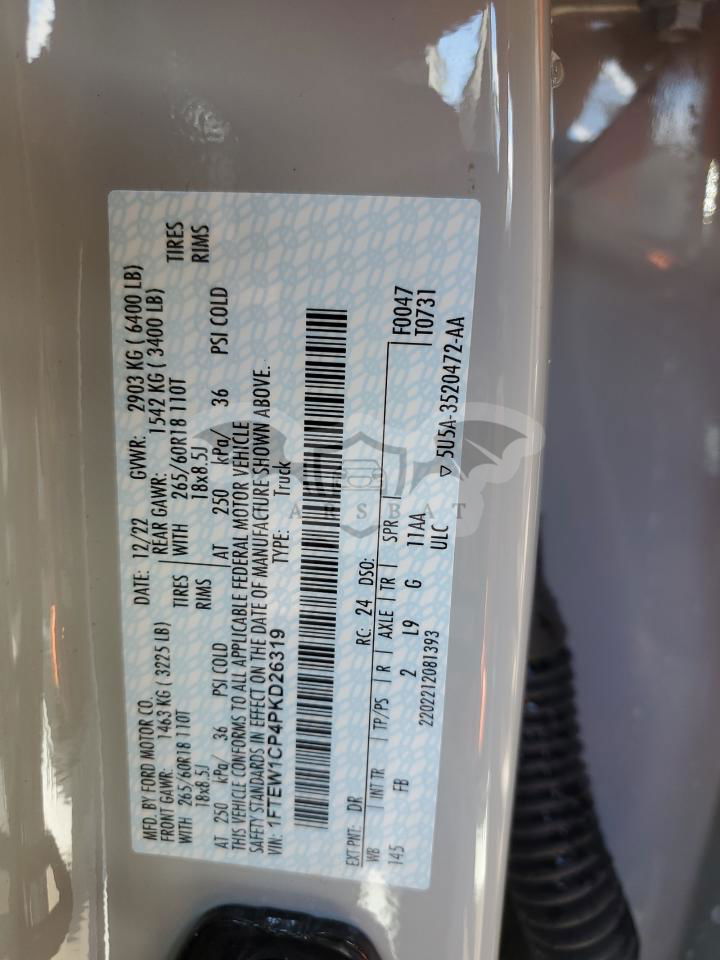 MFD. BY FORD MOTOR CO.
DATE: 12/22 GVWR: 2903 KG ( 6400 LB)
FRONT GAWR: 1463 KG ( 3225 LB) REAR GAWR: 1542 KG ( 3400 LB)
WITH 265/60R18 110T TIRES WITH 265/60R18 110T TIRES
18x8.5J RIMS 18x8.5J RIMS
AT 250 kPa/ 36 PSI COLD AT 250 kPa/ 36 PSI COLD
THIS VEHICLE CONFORMS TO ALL APPLICABLE FEDERAL MOTOR VEHICLE
SAFETY STANDARDS IN EFFECT ON THE DATE OF MANUFACTURE SHOWN ABOVE.
VIN: 1FTEW1CP4PKD26319 TYPE: Truck
EXT PNT: DR RC: 24 DSO:
WB INT TR TP/PS R AXLE TR SPR F0047
145 FB 2 L9 G 11AA T0731
ULC
2202212081393 ▽ 5U5A-3520472-AA
ARSBAT